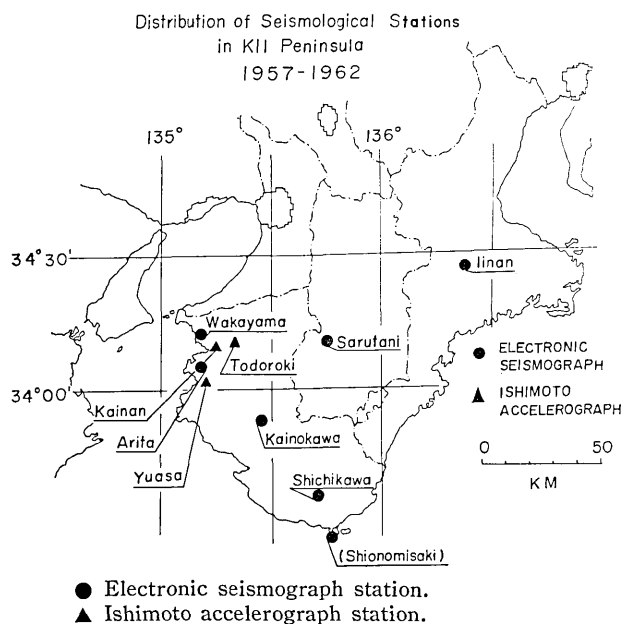 Distribution of Seismological Stations
in KII Peninsula
1957-1962
135°
136°
34°30'
Iinan
Wakayama
Sarutani
ELECTRONIC
SEISMOGRAPH
Todoroki
34°00'
ISHIMOTO
ACCELEROGRAPH
Kainan
Arita
Kainokawa
0 50
Yuasa
Shichikawa
KM
(Shionomisaki)
Electronic seismograph station.
Ishimoto accelerograph station.